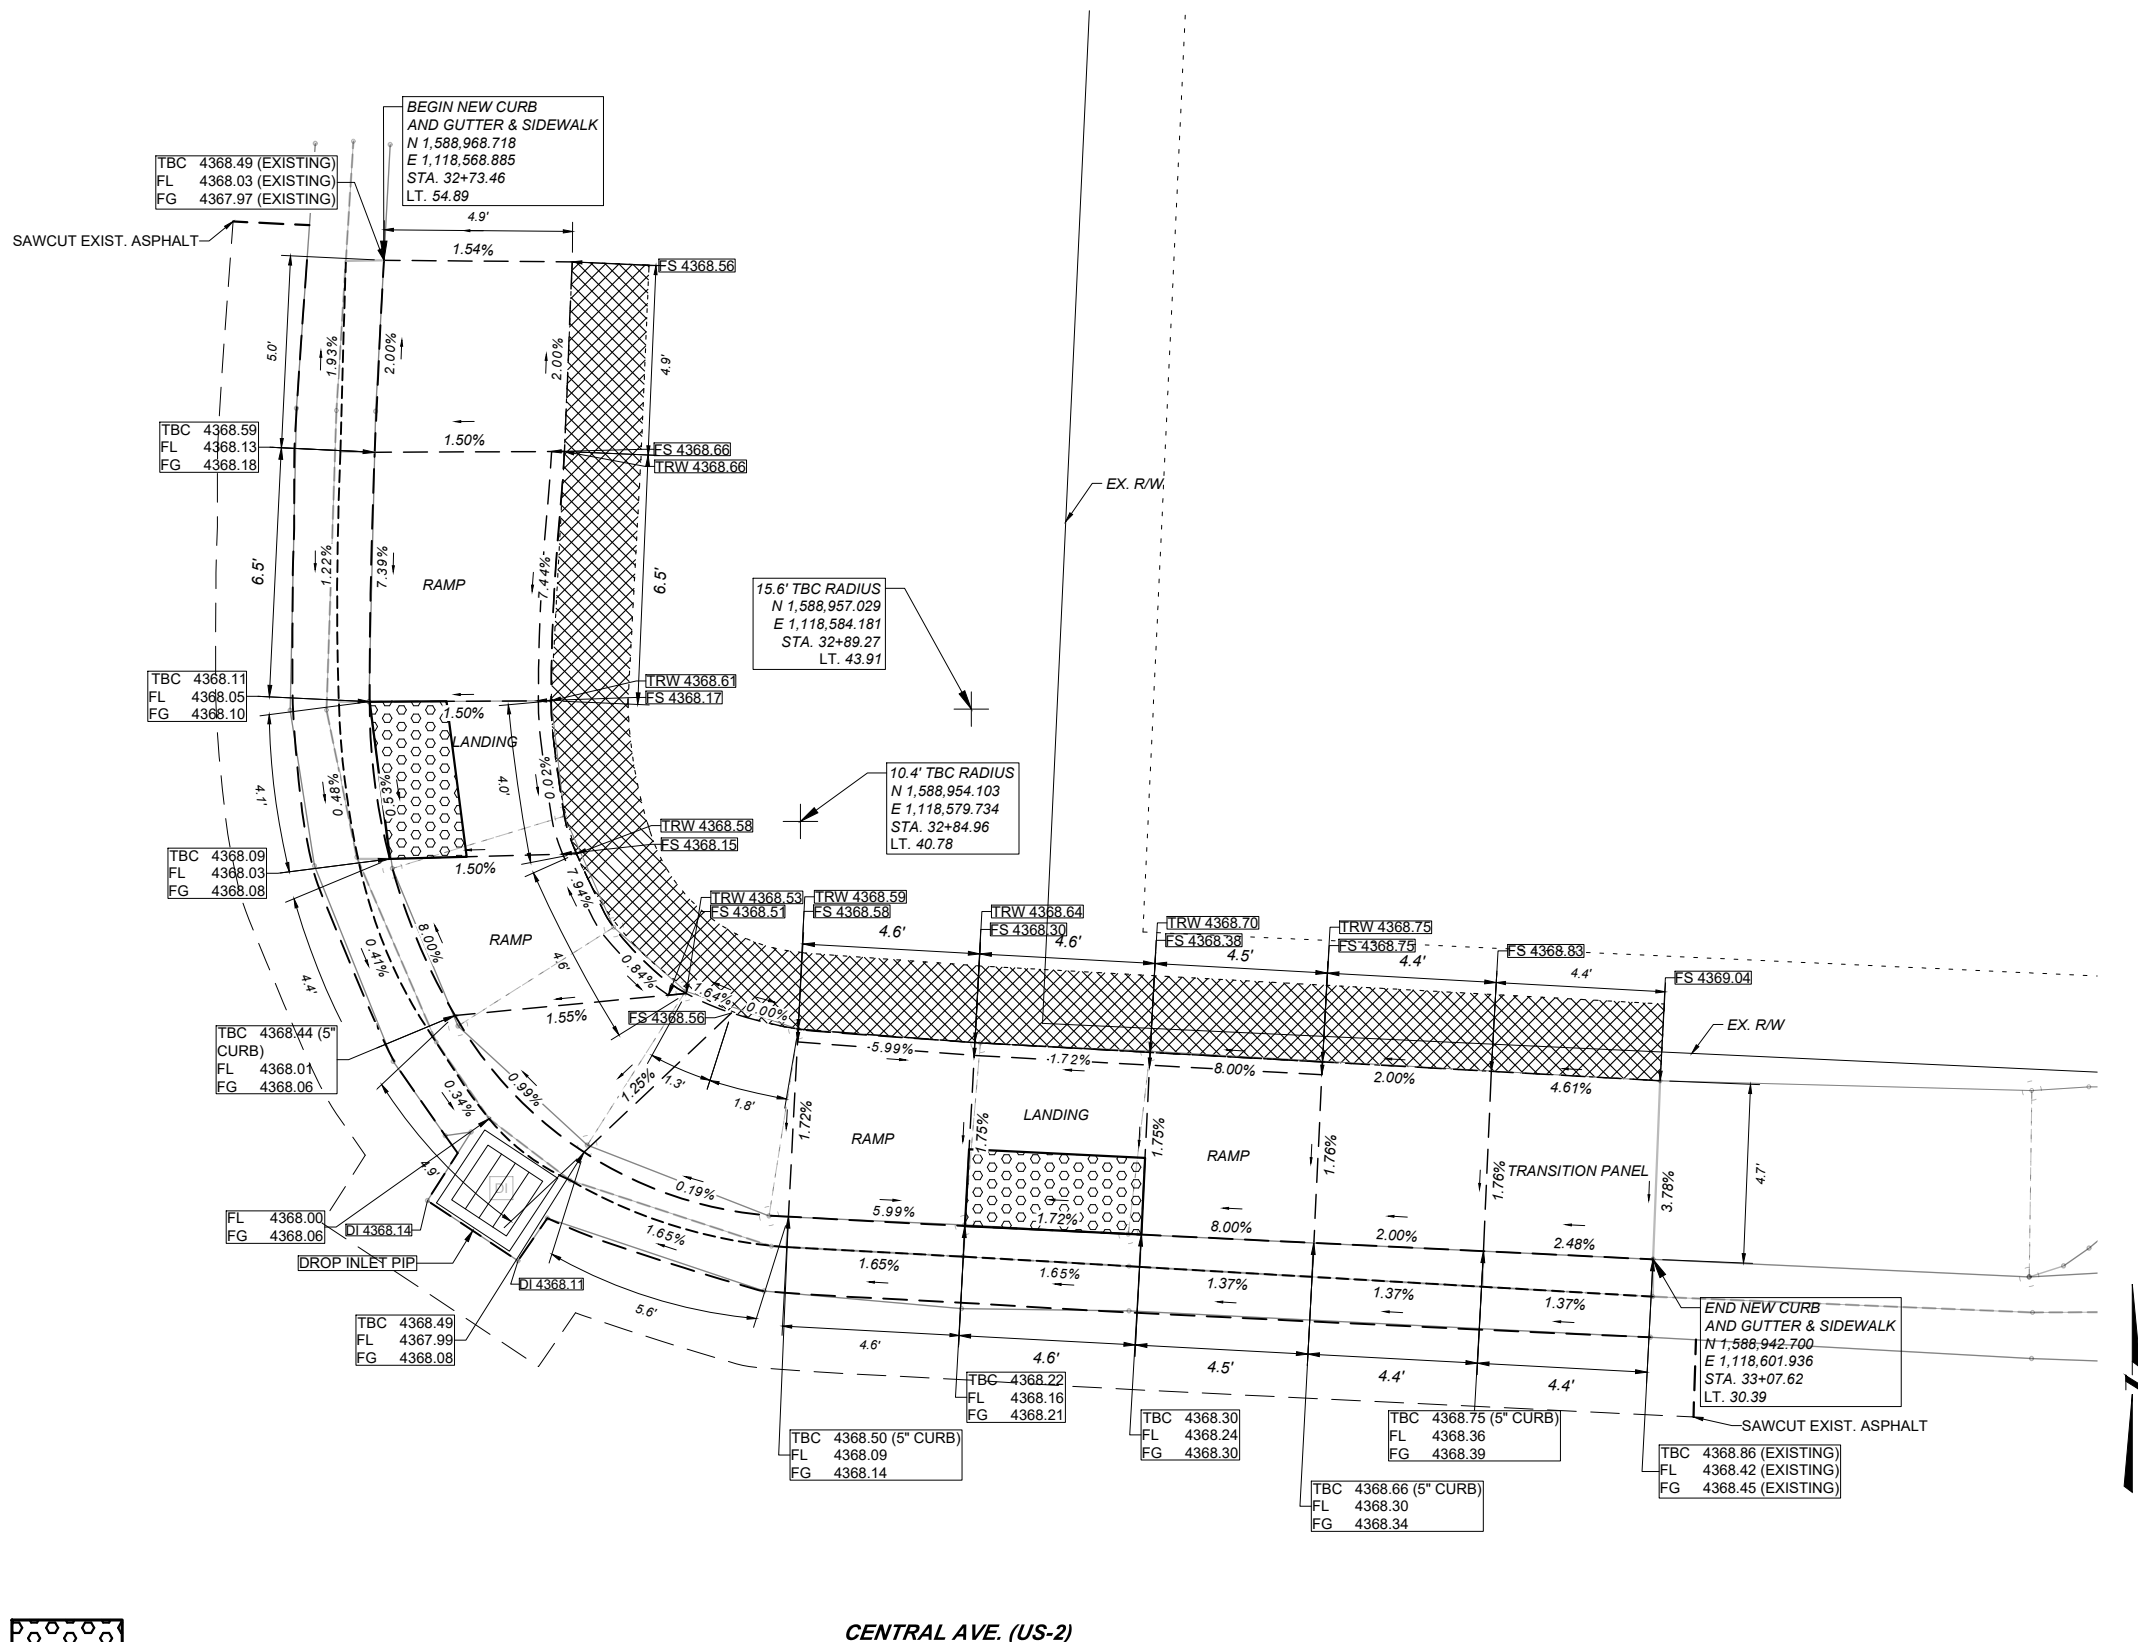 BEGIN NEW CURB
AND GUTTER & SIDEWALK
N 1,588,968.718
E 1,118,568.885
STA. 32+73.46
LT. 54.89
TBC 4368.49 (EXISTING)
FL 4368.03 (EXISTING)
FG 4367.97 (EXISTING)
SAWCUT EXIST. ASPHALT
4.9'
1.54%
FS 4368.56
5.0'
1.93%
2.00%
2.00%
4.9'
TBC 4368.59
FL 4368.13
FG 4368.18
1.50%
FS 4368.66
TRW 4368.66
EX. R/W
6.5'
1.22%
7.39%
RAMP
7.44%
6.5'
15.6' TBC RADIUS
N 1,588,957.029
E 1,118,584.181
STA. 32+89.27
LT. 43.91
TBC 4368.11
FL 4368.05
FG 4368.10
TRW 4368.61
FS 4368.17
1.50%
LANDING
4.1'
0.48%
0.53%
4.0'
0.02%
10.4' TBC RADIUS
N 1,588,954.103
E 1,118,579.734
STA. 32+84.96
LT. 40.78
TRW 4368.58
FS 4368.15
TBC 4368.09
FL 4368.03
FG 4368.08
1.50%
7.94%
TRW 4368.53
FS 4368.51
TRW 4368.59
FS 4368.58
TRW 4368.64
FS 4368.30
TRW 4368.70
FS 4368.38
TRW 4368.75
FS 4368.75
FS 4368.83
FS 4369.04
4.6'
4.6'
4.5'
4.4'
4.4'
4.4'
0.41%
8.00%
RAMP
4.6'
0.84%
1.64%
0.00%
1.55%
FS 4368.56
EX. R/W
TBC 4368.44 (5"
CURB)
FL 4368.01
FG 4368.06
5.99%
1.72%
8.00%
2.00%
4.61%
0.34%
0.99%
1.25%
1.3'
1.8'
1.72%
RAMP
1.75%
LANDING
1.75%
RAMP
1.76%
1.76%
TRANSITION PANEL
3.78%
4.7'
4.9'
DI
0.19%
5.99%
1.72%
8.00%
2.00%
2.48%
FL 4368.00
FG 4368.06
DI 4368.14
DROP INLET PIP
DI 4368.11
1.65%
1.65%
1.65%
1.37%
1.37%
1.37%
5.6'
4.6'
4.6'
4.5'
4.4'
4.4'
END NEW CURB
AND GUTTER & SIDEWALK
N 1,588,942.700
E 1,118,601.936
STA. 33+07.62
LT. 30.39
TBC 4368.49
FL 4367.99
FG 4368.08
TBC 4368.22
FL 4368.16
FG 4368.21
TBC 4368.30
FL 4368.24
FG 4368.30
TBC 4368.75 (5" CURB)
FL 4368.36
FG 4368.39
SAWCUT EXIST. ASPHALT
TBC 4368.50 (5" CURB)
FL 4368.09
FG 4368.14
TBC 4368.86 (EXISTING)
FL 4368.42 (EXISTING)
FG 4368.45 (EXISTING)
TBC 4368.66 (5" CURB)
FL 4368.30
FG 4368.34
CENTRAL AVE. (US-2)